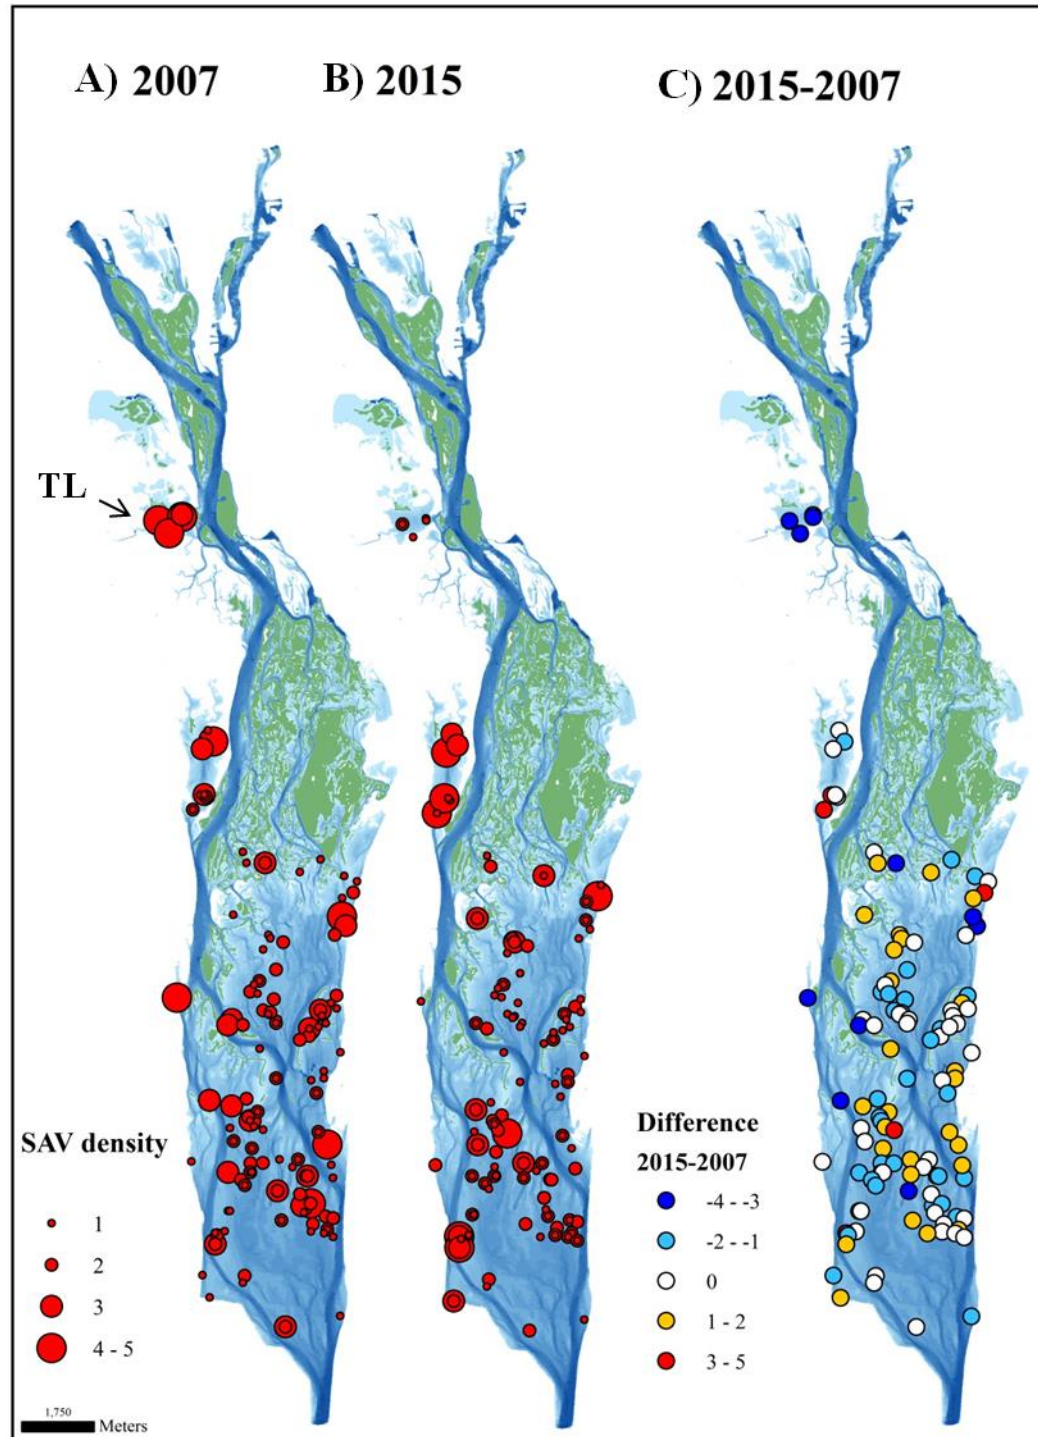 A) 2007
B) 2015
C) 2015-2007
TL
SAV density
1
2
3
4 - 5
1,750
Meters
Difference
2015-2007
-4 - -3
-2 - -1
0
1 - 2
3 - 5